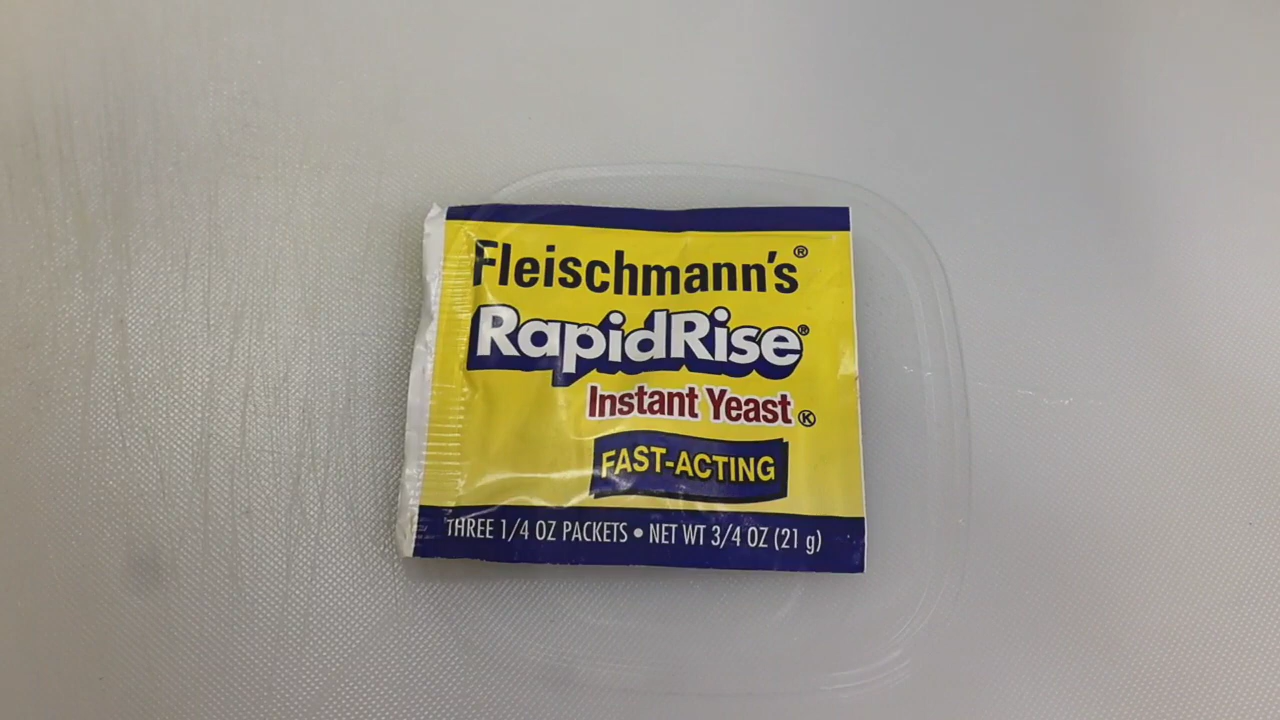 Fleischmann's®
RapidRise®
Instant Yeast Ⓚ
FAST-ACTING
THREE 1/4 OZ PACKETS • NET WT 3/4 OZ (21 g)